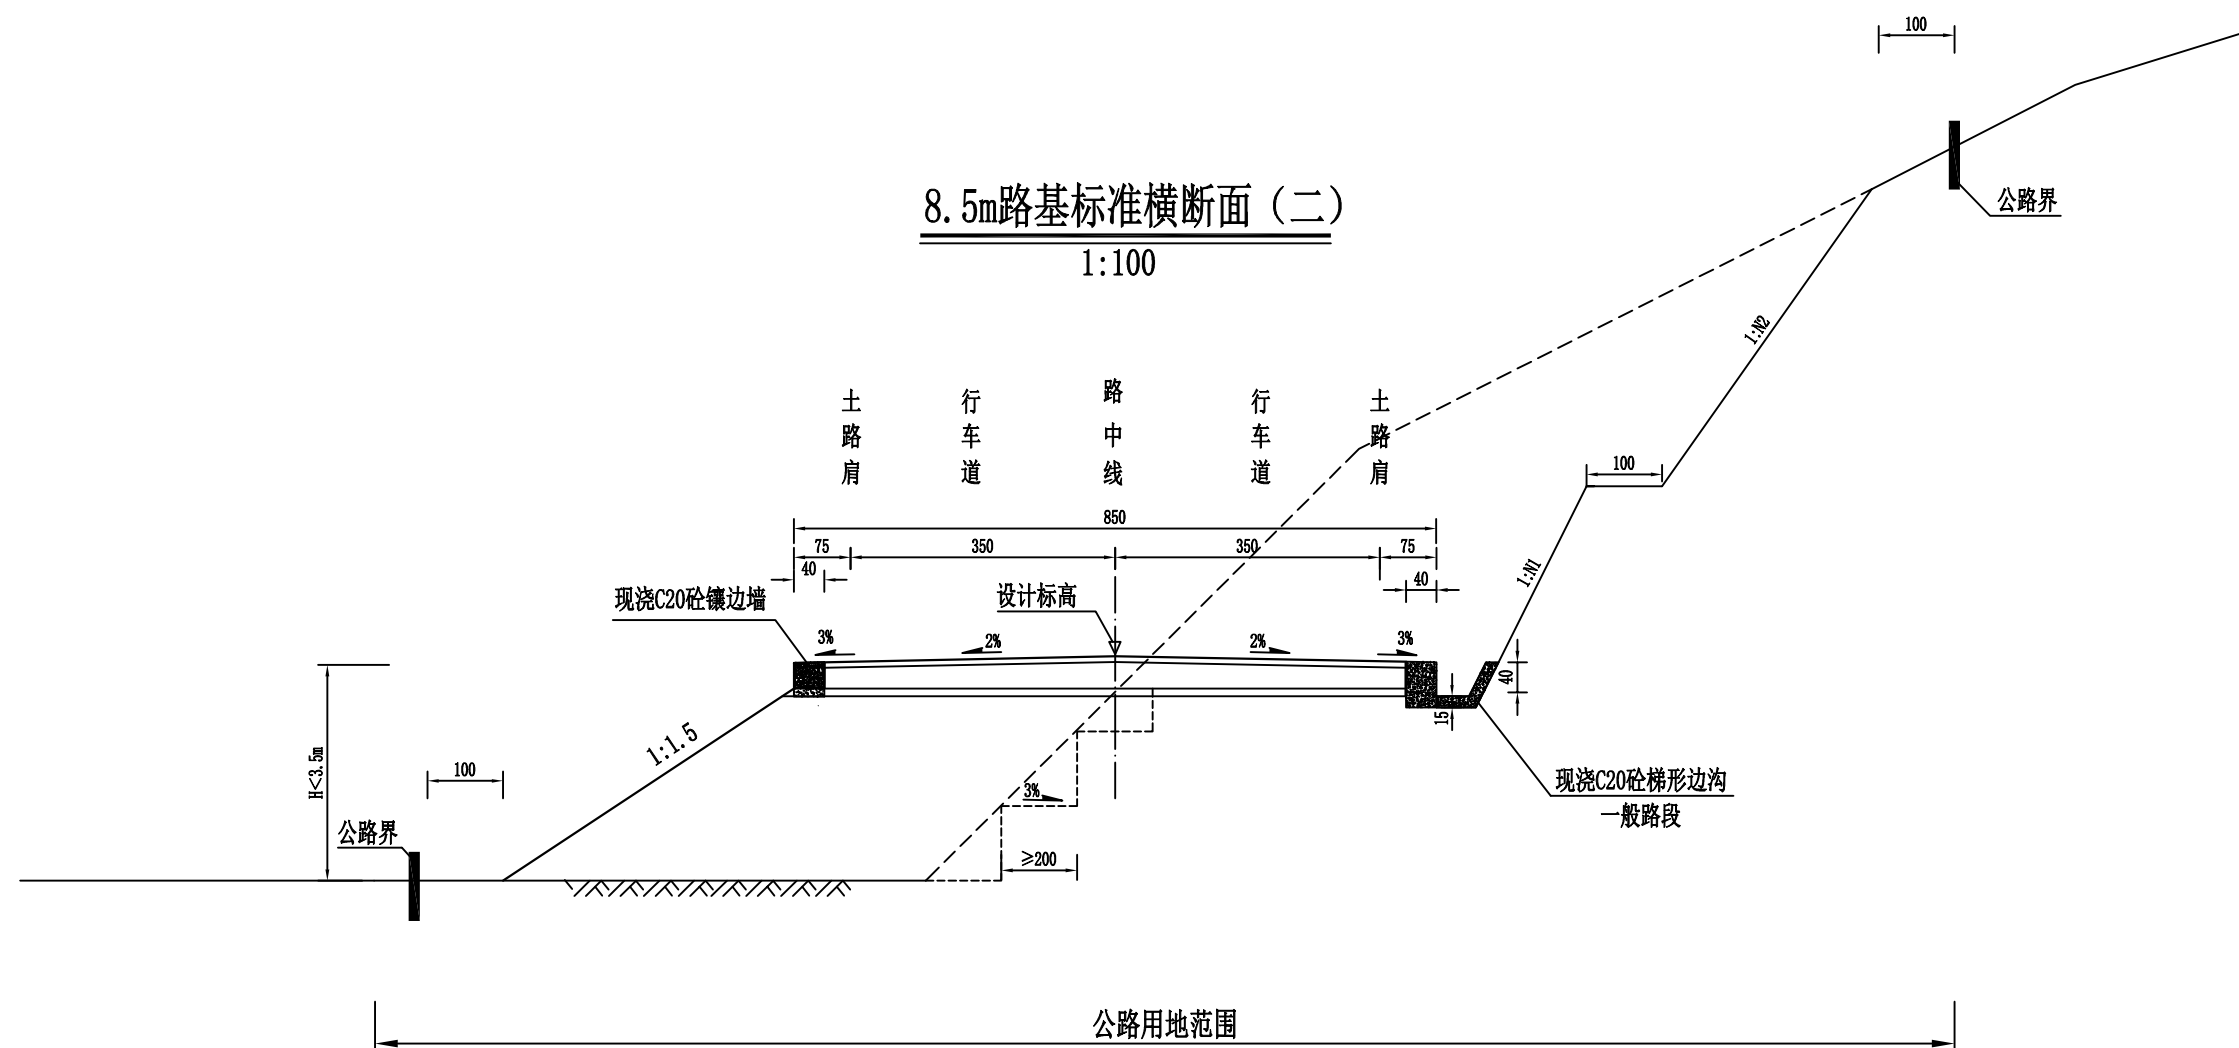 100
8.5m路基标准横断面（二）
1:100
公路界
1:N2
土路肩
行车道
路中线
行车道
土路肩
100
850
75
350
350
75
40
40
1:N1
现浇C20砼镶边墙
设计标高
3%
2%
2%
3%
40
15
1:1.5
H<3.5m
100
3%
现浇C20砼梯形边沟
一般路段
公路界
≥200
公路用地范围